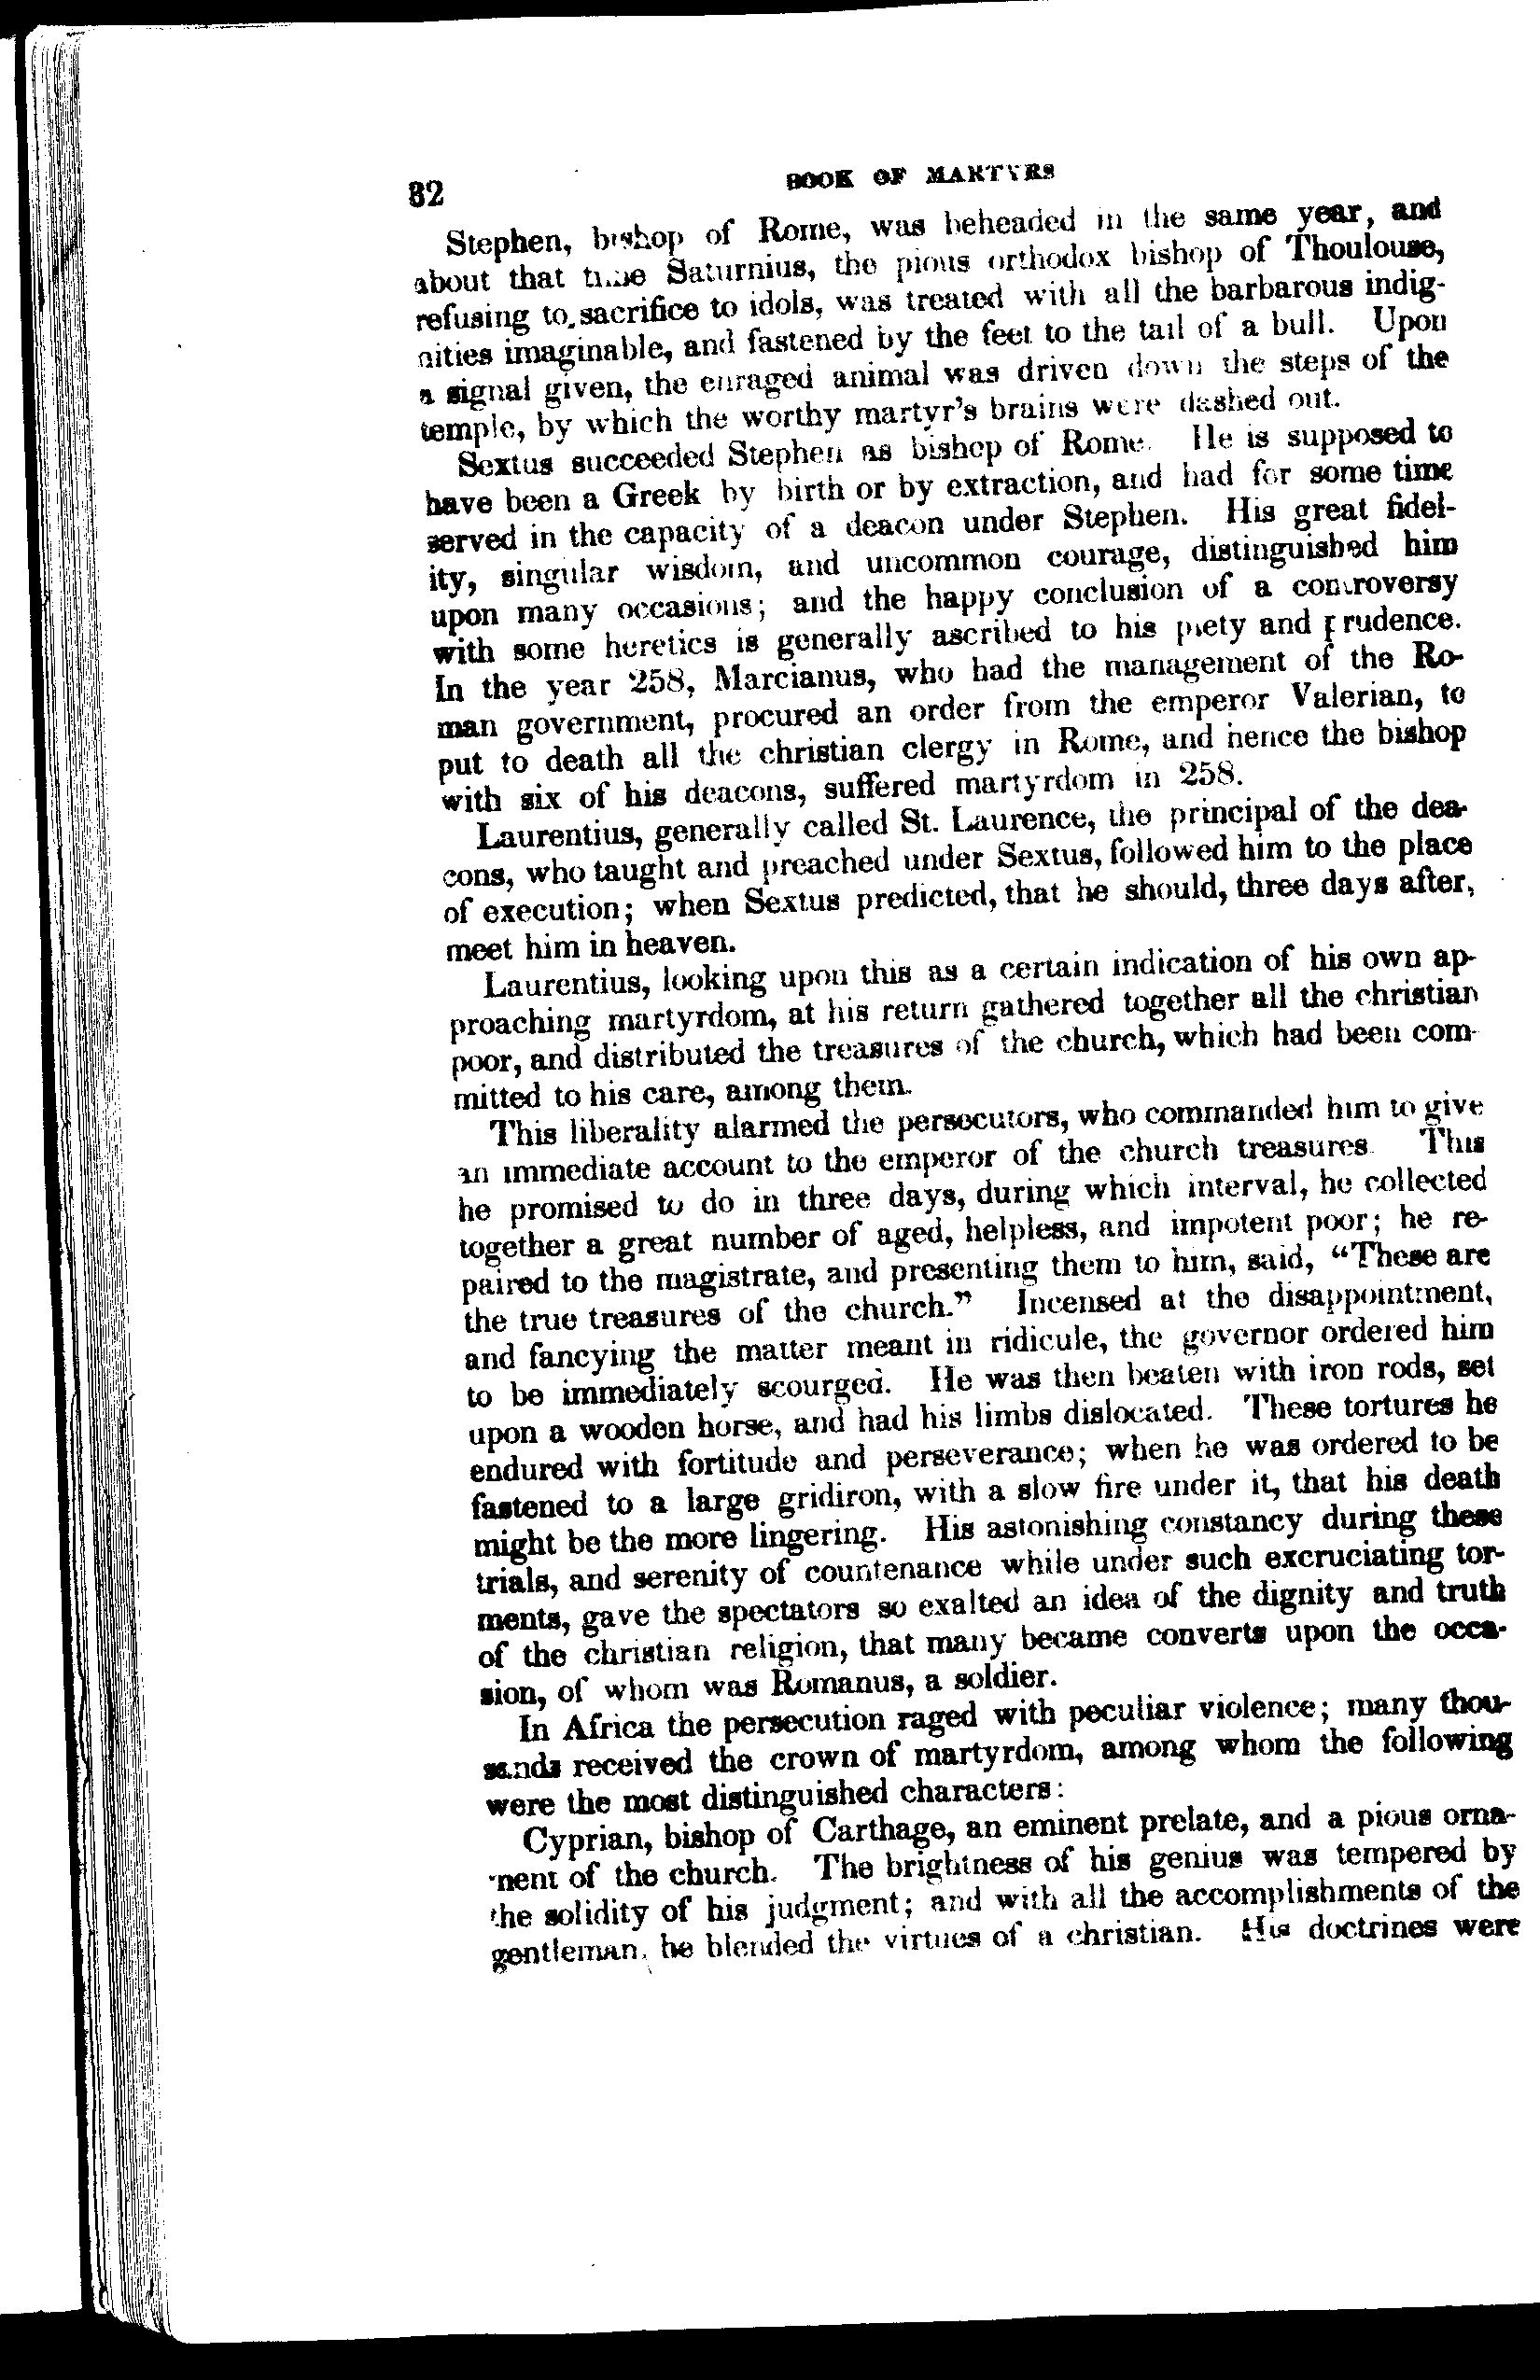 32
BOOK OF MARTYRS
Stephen, bishop of Rome, was beheaded in the same year, and
about that time Saturnius, the pious orthodox bishop of Thoulouse,
refusing to sacrifice to idols, was treated with all the barbarous indig-
nities imaginable, and fastened by the feet to the tail of a bull. Upon
a signal given, the enraged animal was driven down the steps of the
temple, by which the worthy martyr's brains were dashed out.
Sextus succeeded Stephen as bishop of Rome. He is supposed to
have been a Greek by birth or by extraction, and had for some time
served in the capacity of a deacon under Stephen. His great fidel-
ity, singular wisdom, and uncommon courage, distinguished him
upon many occasions; and the happy conclusion of a controversy
with some heretics is generally ascribed to his piety and prudence.
In the year 258, Marcianus, who had the management of the Ro-
man government, procured an order from the emperor Valerian, to
put to death all the christian clergy in Rome, and hence the bishop
with six of his deacons, suffered martyrdom in 258.
Laurentius, generally called St. Laurence, the principal of the dea-
cons, who taught and preached under Sextus, followed him to the place
of execution; when Sextus predicted, that he should, three days after,
meet him in heaven.
Laurentius, looking upon this as a certain indication of his own ap-
proaching martyrdom, at his return gathered together all the christian
poor, and distributed the treasures of the church, which had been com-
mitted to his care, among them.
This liberality alarmed the persecutors, who commanded him to give
an immediate account to the emperor of the church treasures. This
he promised to do in three days, during which interval, he collected
together a great number of aged, helpless, and impotent poor; he re-
paired to the magistrate, and presenting them to him, said, "These are
the true treasures of the church." Incensed at the disappointment,
and fancying the matter meant in ridicule, the governor ordered him
to be immediately scourged. He was then beaten with iron rods, set
upon a wooden horse, and had his limbs dislocated. These tortures he
endured with fortitude and perseverance; when he was ordered to be
fastened to a large gridiron, with a slow fire under it, that his death
might be the more lingering. His astonishing constancy during these
trials, and serenity of countenance while under such excruciating tor-
ments, gave the spectators so exalted an idea of the dignity and truth
of the christian religion, that many became converts upon the occa-
sion, of whom was Romanus, a soldier.
In Africa the persecution raged with peculiar violence; many thou-
sands received the crown of martyrdom, among whom the following
were the most distinguished characters:
Cyprian, bishop of Carthage, an eminent prelate, and a pious orna-
ment of the church. The brightness of his genius was tempered by
the solidity of his judgment; and with all the accomplishments of the
gentleman, he blended the virtues of a christian. His doctrines were